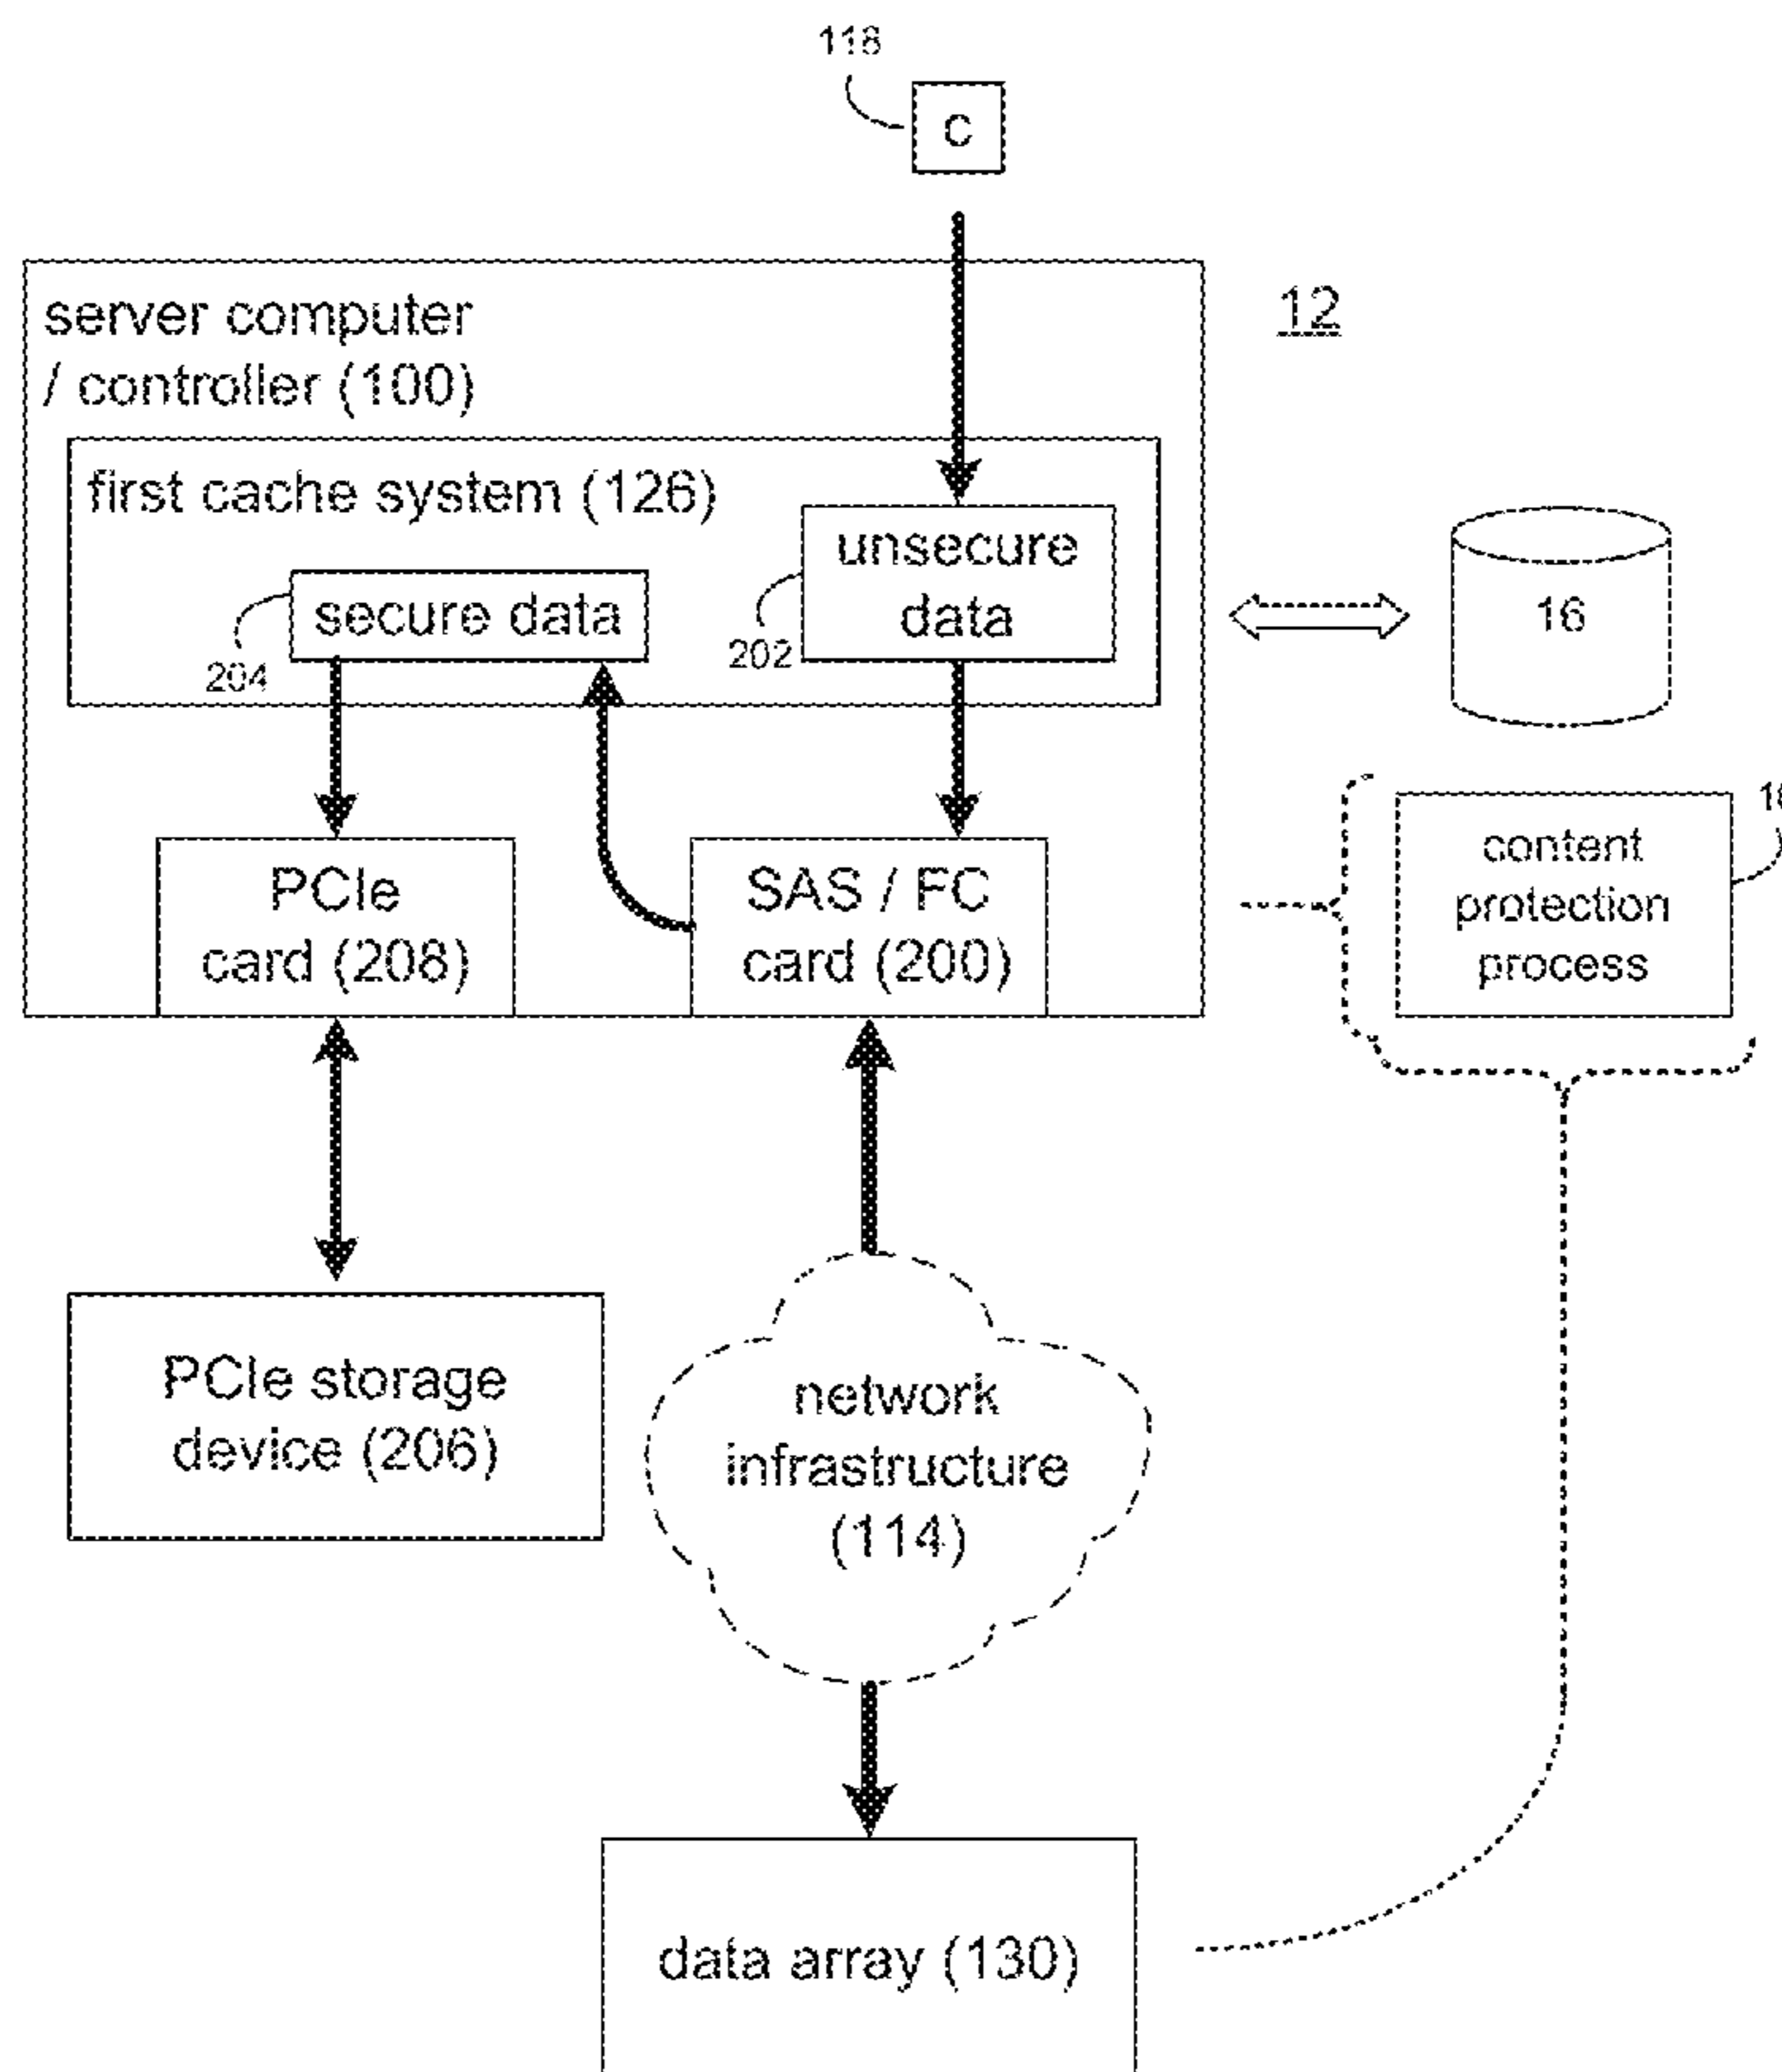 118
C
12
server computer
/ controller (100)
first cache system (126)
unsecure
data
secure data
202
204
16
PCIe
card (208)
SAS / FC
card (200)
content
protection
process
PCIe storage
device (206)
network
infrastructure
(114)
data array (130)